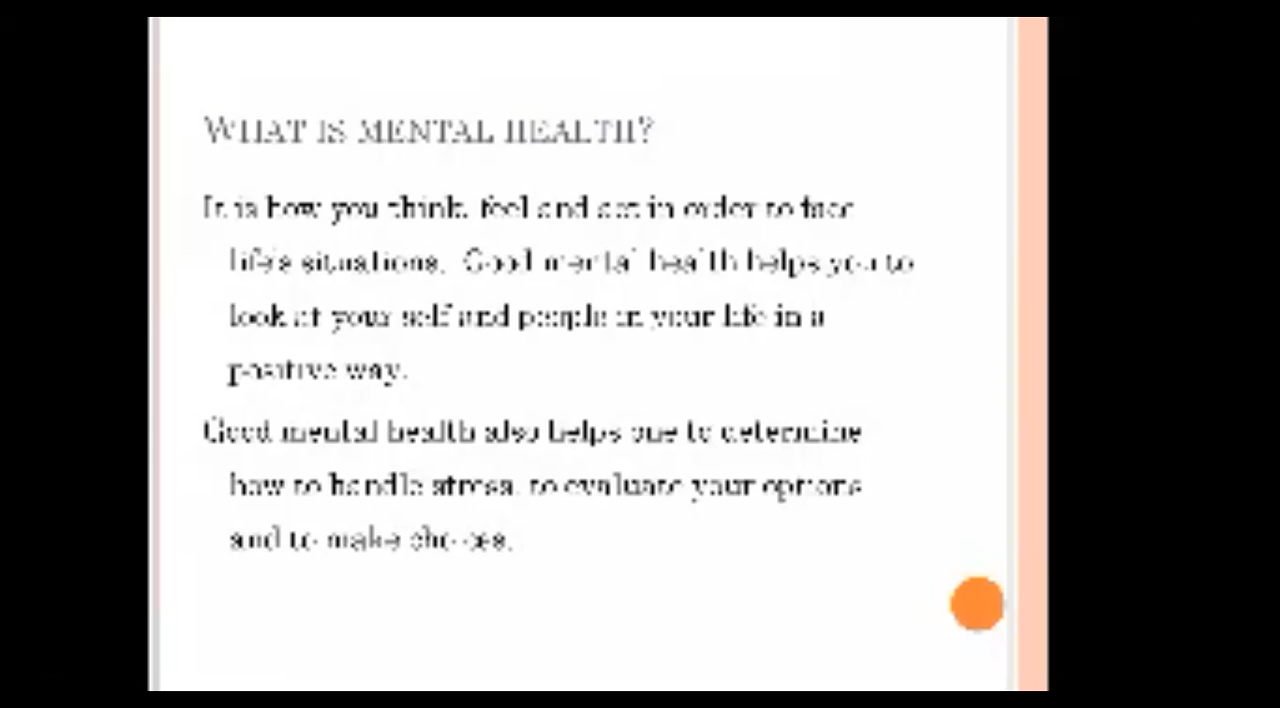 WHAT IS MENTAL HEALTH?
It is how you think, feel and act in order to face
life's situations. Good mental health helps you to
look at your self and people in your life in a
positive way.
Good mental health also helps one to determine
how to handle stress, to evaluate your options
and to make choices.